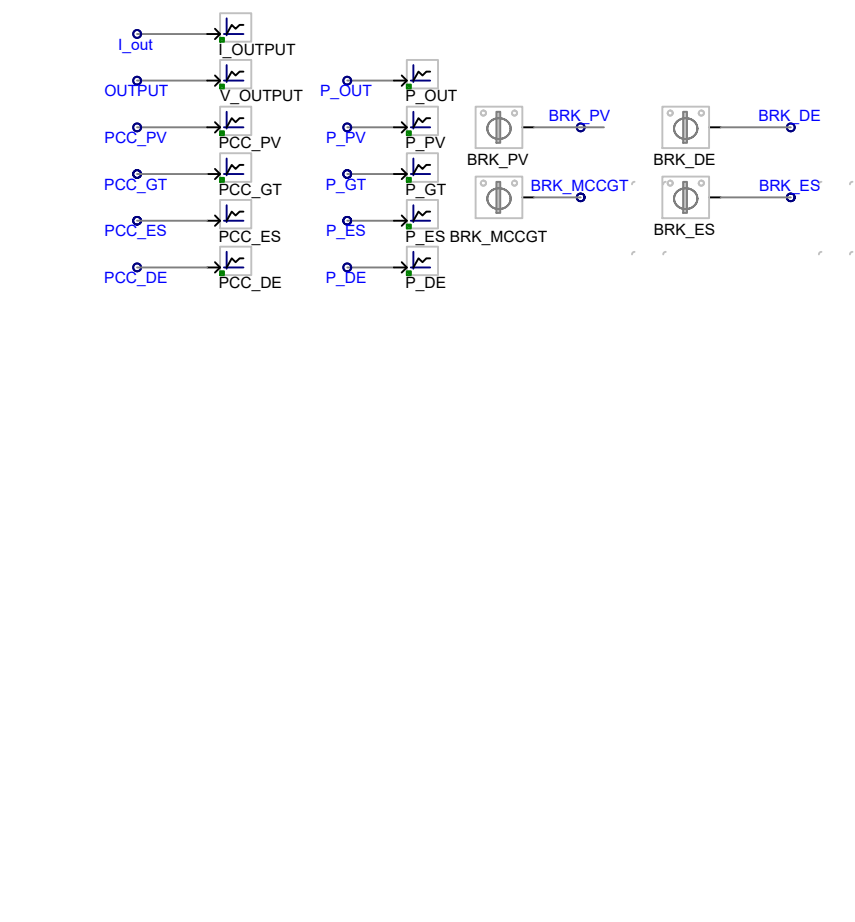 I_out
I_OUTPUT
OUTPUT
V_OUTPUT
P_OUT
P_OUT
PCC_PV
PCC_PV
P_PV
P_PV
BRK_PV
BRK_PV
BRK_DE
BRK_DE
PCC_GT
PCC_GT
P_GT
P_GT
BRK_MCCGT
BRK_MCCGT
BRK_ES
BRK_ES
PCC_ES
PCC_ES
P_ES
P_ES
PCC_DE
PCC_DE
P_DE
P_DE